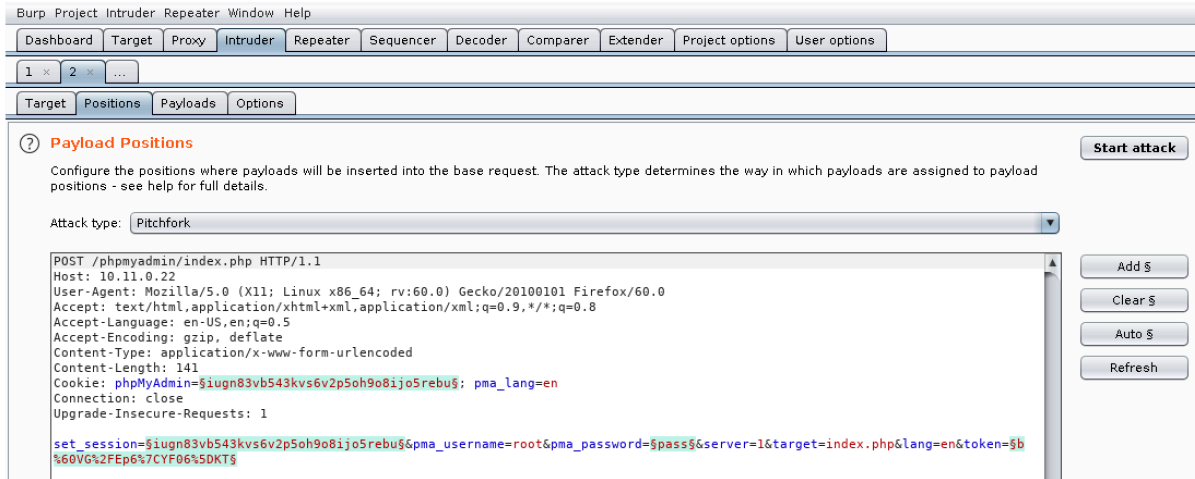 Burp Project Intruder Repeater Window Help
Dashboard Target Proxy Intruder Repeater Sequencer Decoder Comparer Extender Project options User options
1 × 2 × ...
Target Positions Payloads Options
? Payload Positions
Start attack
Configure the positions where payloads will be inserted into the base request. The attack type determines the way in which payloads are assigned to payload
positions - see help for full details.
Attack type: Pitchfork
POST /phpmyadmin/index.php HTTP/1.1
Host: 10.11.0.22
User-Agent: Mozilla/5.0 (X11; Linux x86_64; rv:60.0) Gecko/20100101 Firefox/60.0
Accept: text/html,application/xhtml+xml,application/xml;q=0.9,*/*;q=0.8
Accept-Language: en-US,en;q=0.5
Accept-Encoding: gzip, deflate
Content-Type: application/x-www-form-urlencoded
Content-Length: 141
Cookie: phpMyAdmin=§iugn83vb543kvs6v2p5oh9o8ijo5rebu§; pma_lang=en
Connection: close
Upgrade-Insecure-Requests: 1
set_session=§iugn83vb543kvs6v2p5oh9o8ijo5rebu§&pma_username=root&pma_password=§pass§&server=1&target=index.php&lang=en&token=§b
%60VG%2FEp6%7CYF06%5DKT§
Add §
Clear §
Auto §
Refresh